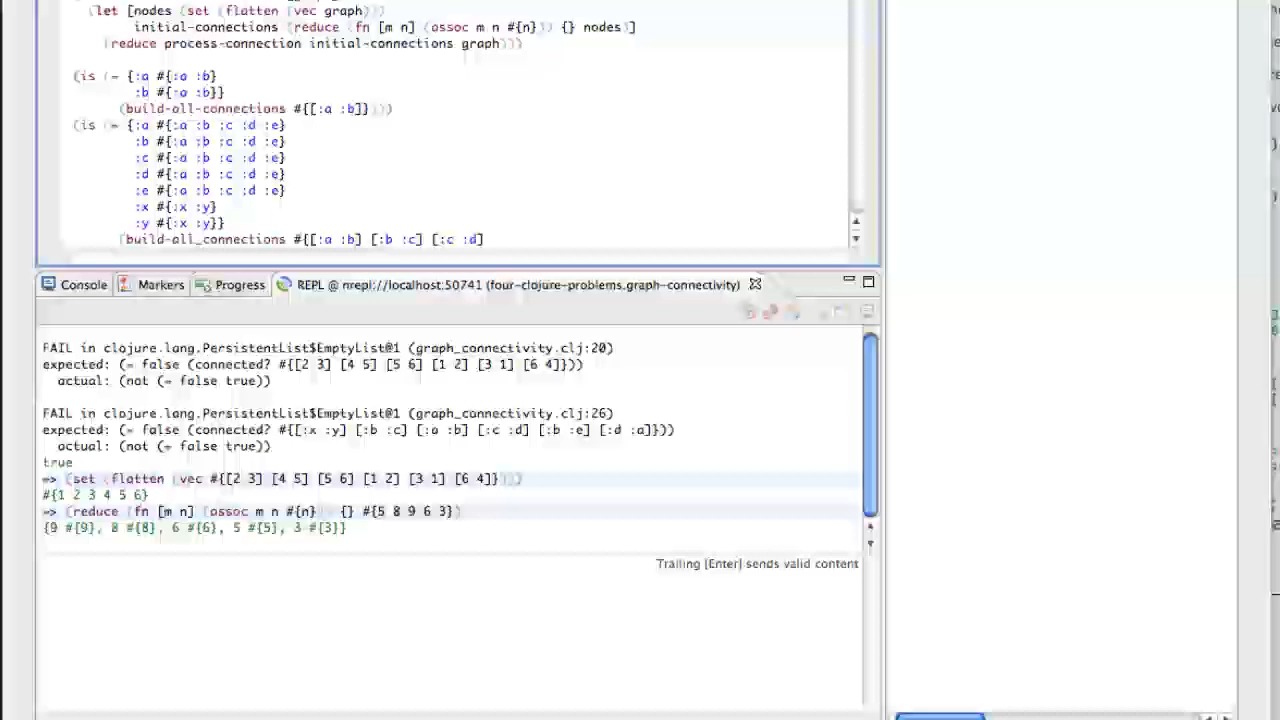 (let [nodes (set (flatten (vec graph)))
initial-connections (reduce (fn [m n] (assoc m n #{n})) {} nodes)]
(reduce process-connection initial-connections graph)))
(is (= {:a #{:a :b}
:b #{:a :b}}
(build-all-connections #{[:a :b]})))
(is (= {:a #{:a :b :c :d :e}
:b #{:a :b :c :d :e}
:c #{:a :b :c :d :e}
:d #{:a :b :c :d :e}
:e #{:a :b :c :d :e}
:x #{:x :y}
:y #{:x :y}}
(build-all_connections #{[:a :b] [:b :c] [:c :d]
Console Markers Progress REPL @ nrepl://localhost:50741 (four-clojure-problems.graph-connectivity)
FAIL in clojure.lang.PersistentList$EmptyList@1 (graph_connectivity.clj:20)
expected: (= false (connected? #{[2 3] [4 5] [5 6] [1 2] [3 1] [6 4]}))
actual: (not (= false true))
FAIL in clojure.lang.PersistentList$EmptyList@1 (graph_connectivity.clj:26)
expected: (= false (connected? #{[:x :y] [:b :c] [:a :b] [:c :d] [:b :e] [:d :a]}))
actual: (not (= false true))
true
=> (set (flatten (vec #{[2 3] [4 5] [5 6] [1 2] [3 1] [6 4]})))
#{1 2 3 4 5 6}
=> (reduce (fn [m n] (assoc m n #{n})) {} #{5 8 9 6 3})
{9 #{9}, 8 #{8}, 6 #{6}, 5 #{5}, 3 #{3}}
Trailing [Enter] sends valid content